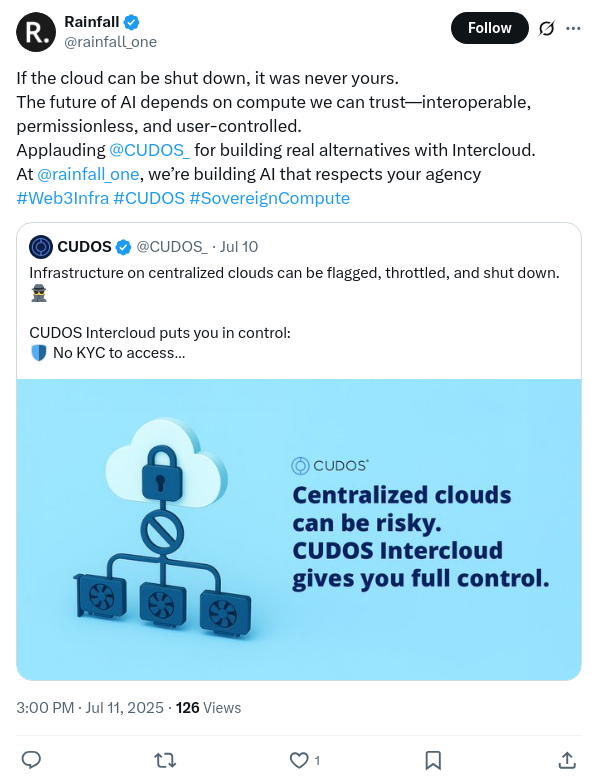 Rainfall
@rainfall_one
Follow
If the cloud can be shut down, it was never yours.
The future of AI depends on compute we can trust—interoperable,
permissionless, and user-controlled.
Applauding @CUDOS_ for building real alternatives with Intercloud.
At @rainfall_one, we’re building AI that respects your agency
#Web3Infra #CUDOS #SovereignCompute
CUDOS @CUDOS_ · Jul 10
Infrastructure on centralized clouds can be flagged, throttled, and shut down.
CUDOS Intercloud puts you in control:
No KYC to access...
CUDOS
Centralized clouds
can be risky.
CUDOS Intercloud
gives you full control.
3:00 PM · Jul 11, 2025 · 126 Views
1